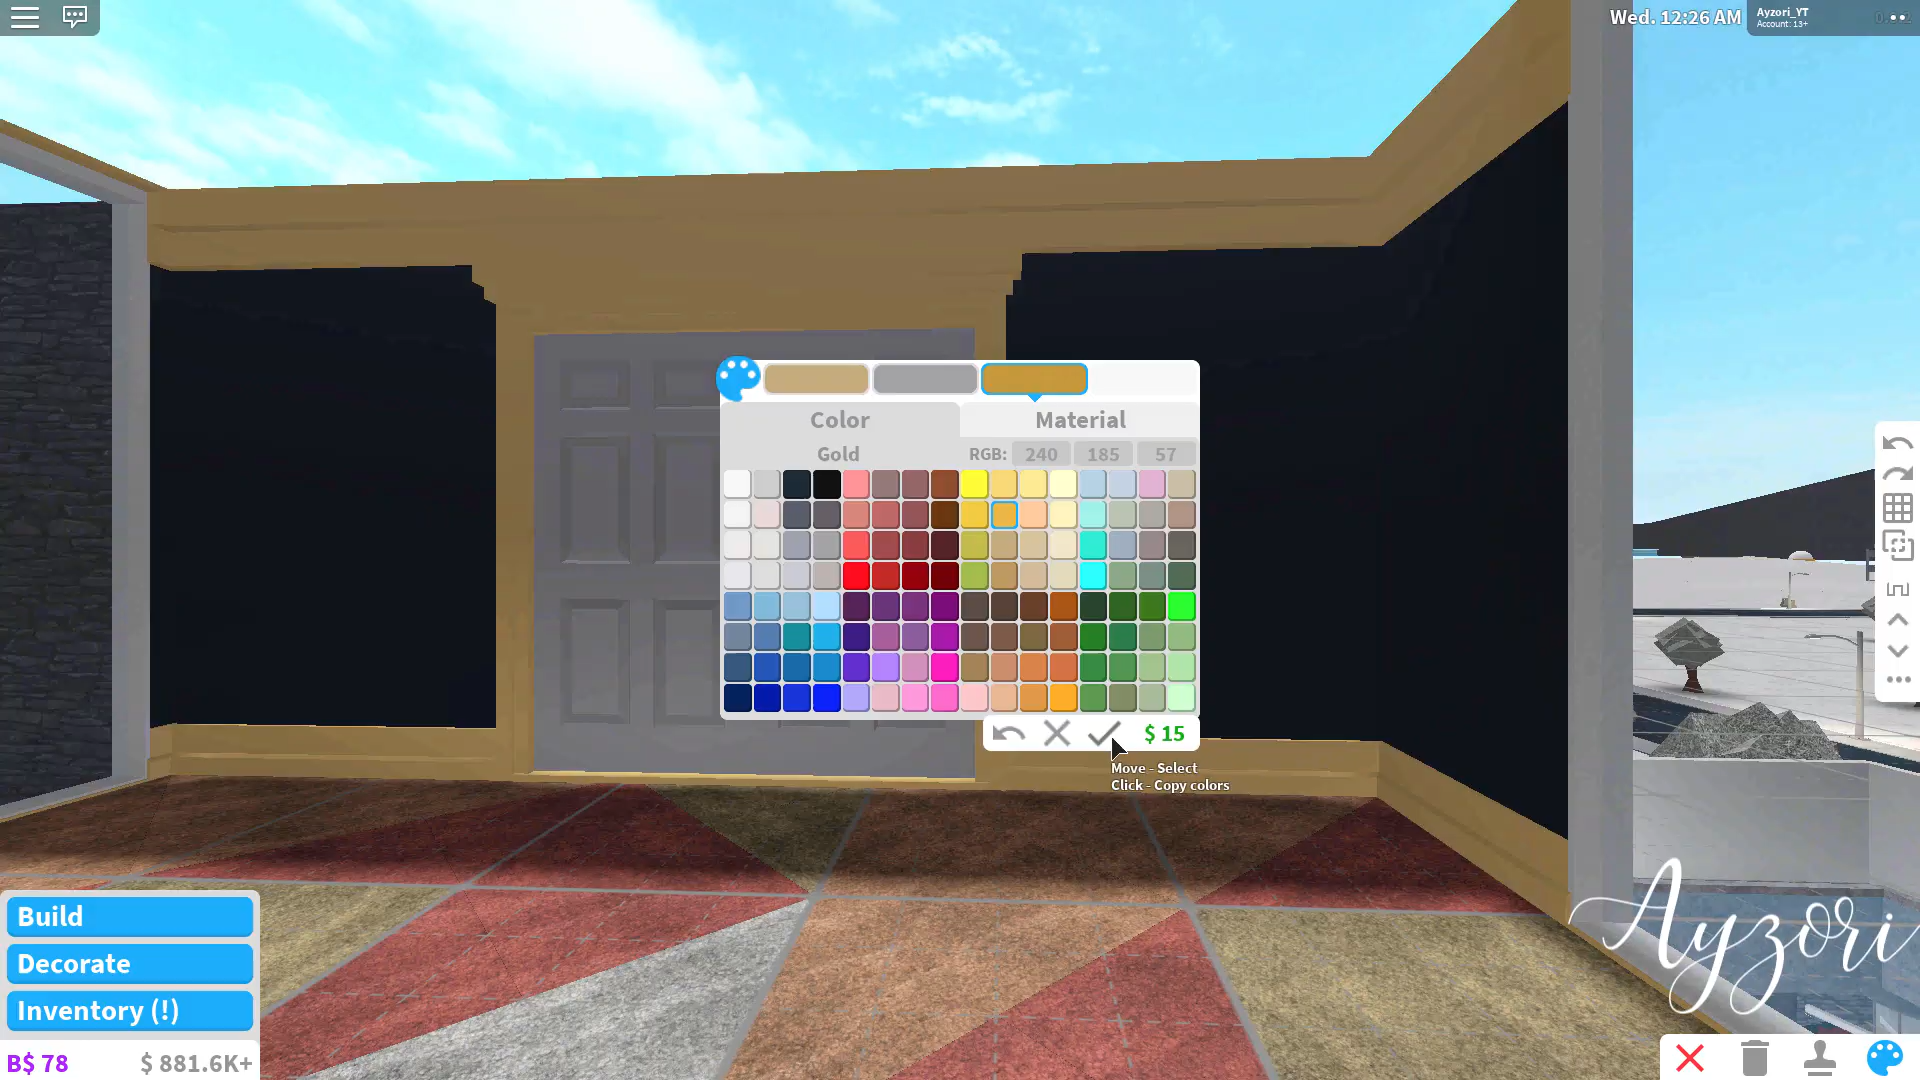 Wed. 12:26 AM
Ayzori_YT
Account: 13+
Color
Material
Gold
RGB: 240 185 57
$ 15
Move - Select
Click - Copy colors
Build
Decorate
Inventory (!)
B$ 78
$ 881.6K+
Ayzori